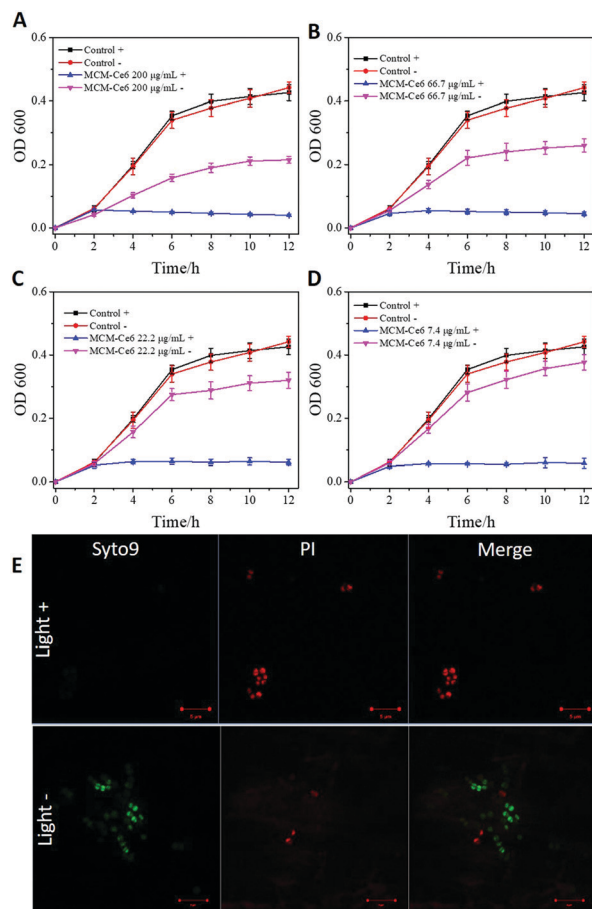 A
0.6
0.4
0.2
0.0
OD 600
Control +
Control -
MCM-Ce6 200 μg/mL +
MCM-Ce6 200 μg/mL -
0 2 4 6 8 10 12
Time/h
B
0.6
0.4
0.2
0.0
OD 600
Control +
Control -
MCM-Ce6 66.7 μg/mL +
MCM-Ce6 66.7 μg/mL -
0 2 4 6 8 10 12
Time/h
C
0.6
0.4
0.2
0.0
OD 600
Control +
Control -
MCM-Ce6 22.2 μg/mL +
MCM-Ce6 22.2 μg/mL -
0 2 4 6 8 10 12
Time/h
D
0.6
0.4
0.2
0.0
OD 600
Control +
Control -
MCM-Ce6 7.4 μg/mL +
MCM-Ce6 7.4 μg/mL -
0 2 4 6 8 10 12
Time/h
E
Syto9 PI Merge
Light +
5 μm 5 μm 5 μm
Light -